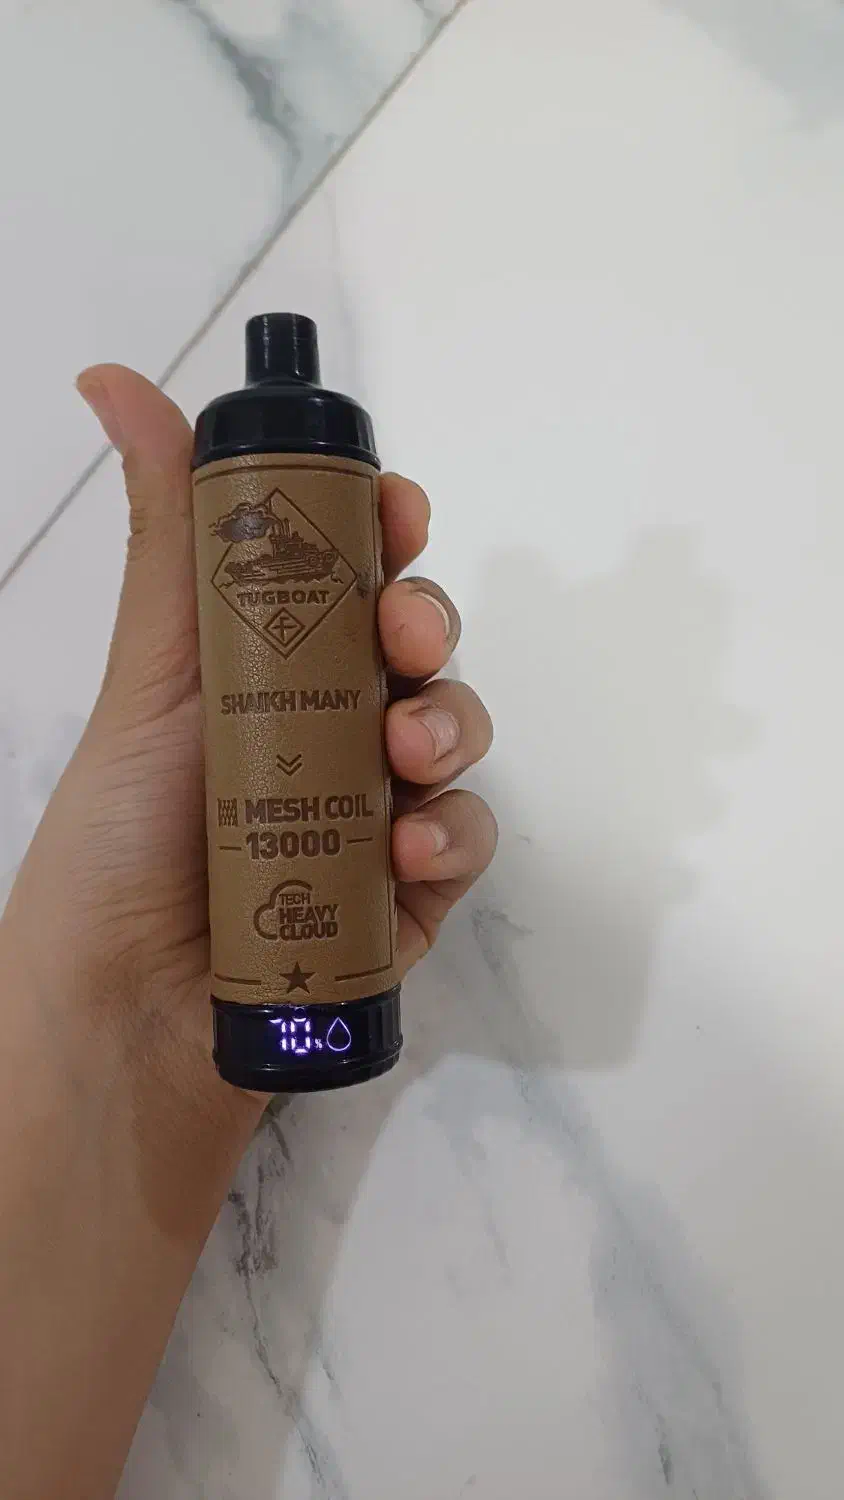 TUGBOAT
SHAIKH MANY
MESH COIL
13000
TECH
HEAVY
CLOUD
70%